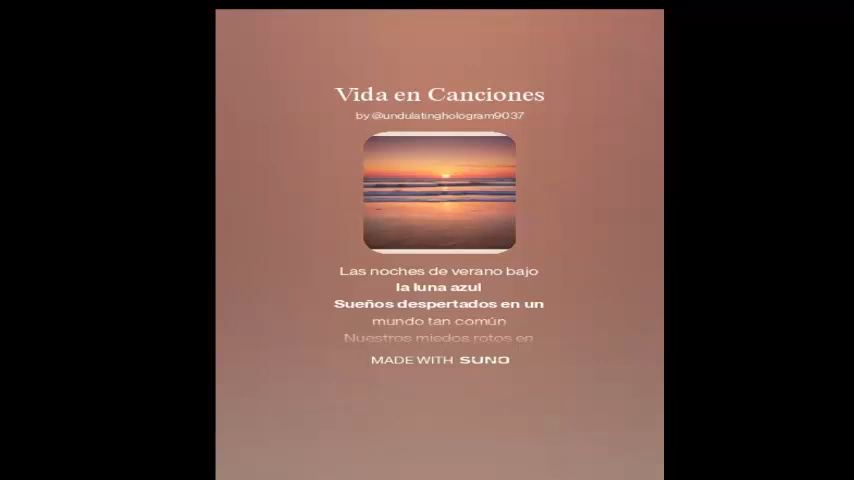 Vida en Canciones
by @undulatinghologram9037
Las noches de verano bajo
la luna azul
Sueños despertados en un
mundo tan común
Nuestros miedos rotos en
MADE WITH SUNO